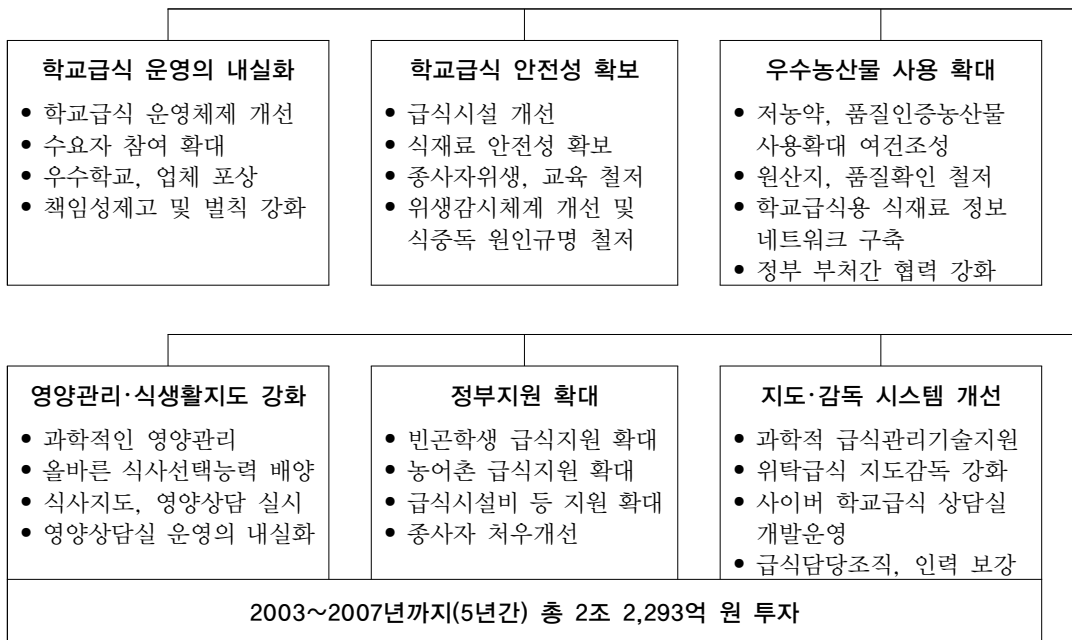 학교급식 운영의 내실화
• 학교급식 운영체제 개선
• 수요자 참여 확대
• 우수학교, 업체 포상
• 책임성제고 및 벌칙 강화
학교급식 안전성 확보
• 급식시설 개선
• 식재료 안전성 확보
• 종사자위생, 교육 철저
• 위생감시체계 개선 및
식중독 원인규명 철저
우수농산물 사용 확대
• 저농약, 품질인증농산물
사용확대 여건조성
• 원산지, 품질확인 철저
• 학교급식용 식재료 정보
네트워크 구축
• 정부 부처간 협력 강화
영양관리·식생활지도 강화
• 과학적인 영양관리
• 올바른 식사선택능력 배양
• 식사지도, 영양상담 실시
• 영양상담실 운영의 내실화
정부지원 확대
• 빈곤학생 급식지원 확대
• 농어촌 급식지원 확대
• 급식시설비 등 지원 확대
• 종사자 처우개선
지도·감독 시스템 개선
• 과학적 급식관리기술지원
• 위탁급식 지도감독 강화
• 사이버 학교급식 상담실
개발운영
• 급식담당조직, 인력 보강
2003～2007년까지(5년간) 총 2조 2,293억 원 투자